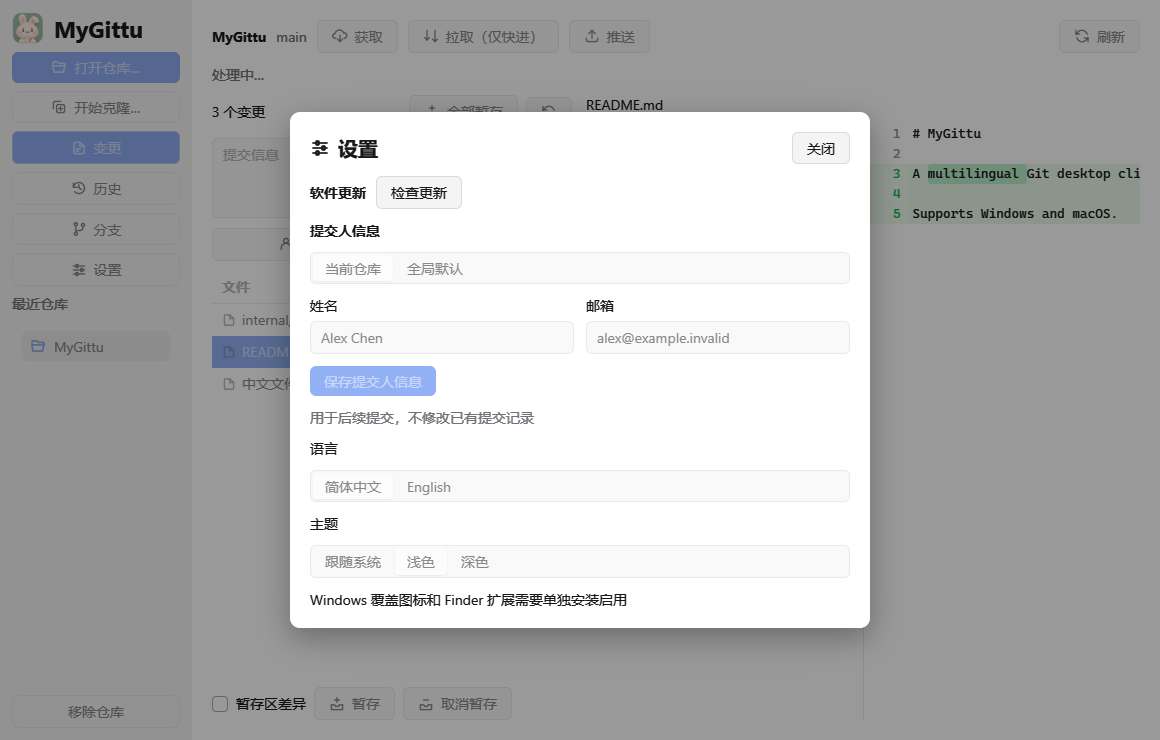 MyGittu
打开仓库...
开始克隆...
变更
历史
分支
设置
最近仓库
MyGittu
移除仓库
MyGittu main 获取 拉取（仅快进） 推送 刷新
处理中...
3 个变更 全部暂存
提交信息
文件
internal
READM
中文文件
README.md
1 # MyGittu
2
3 A multilingual Git desktop cli
4
5 Supports Windows and macOS.
设置 关闭
软件更新 检查更新
提交人信息
当前仓库 全局默认
姓名 邮箱
Alex Chen alex@example.invalid
保存提交人信息
用于后续提交，不修改已有提交记录
语言
简体中文 English
主题
跟随系统 浅色 深色
Windows 覆盖图标和 Finder 扩展需要单独安装启用
暂存区差异 暂存 取消暂存